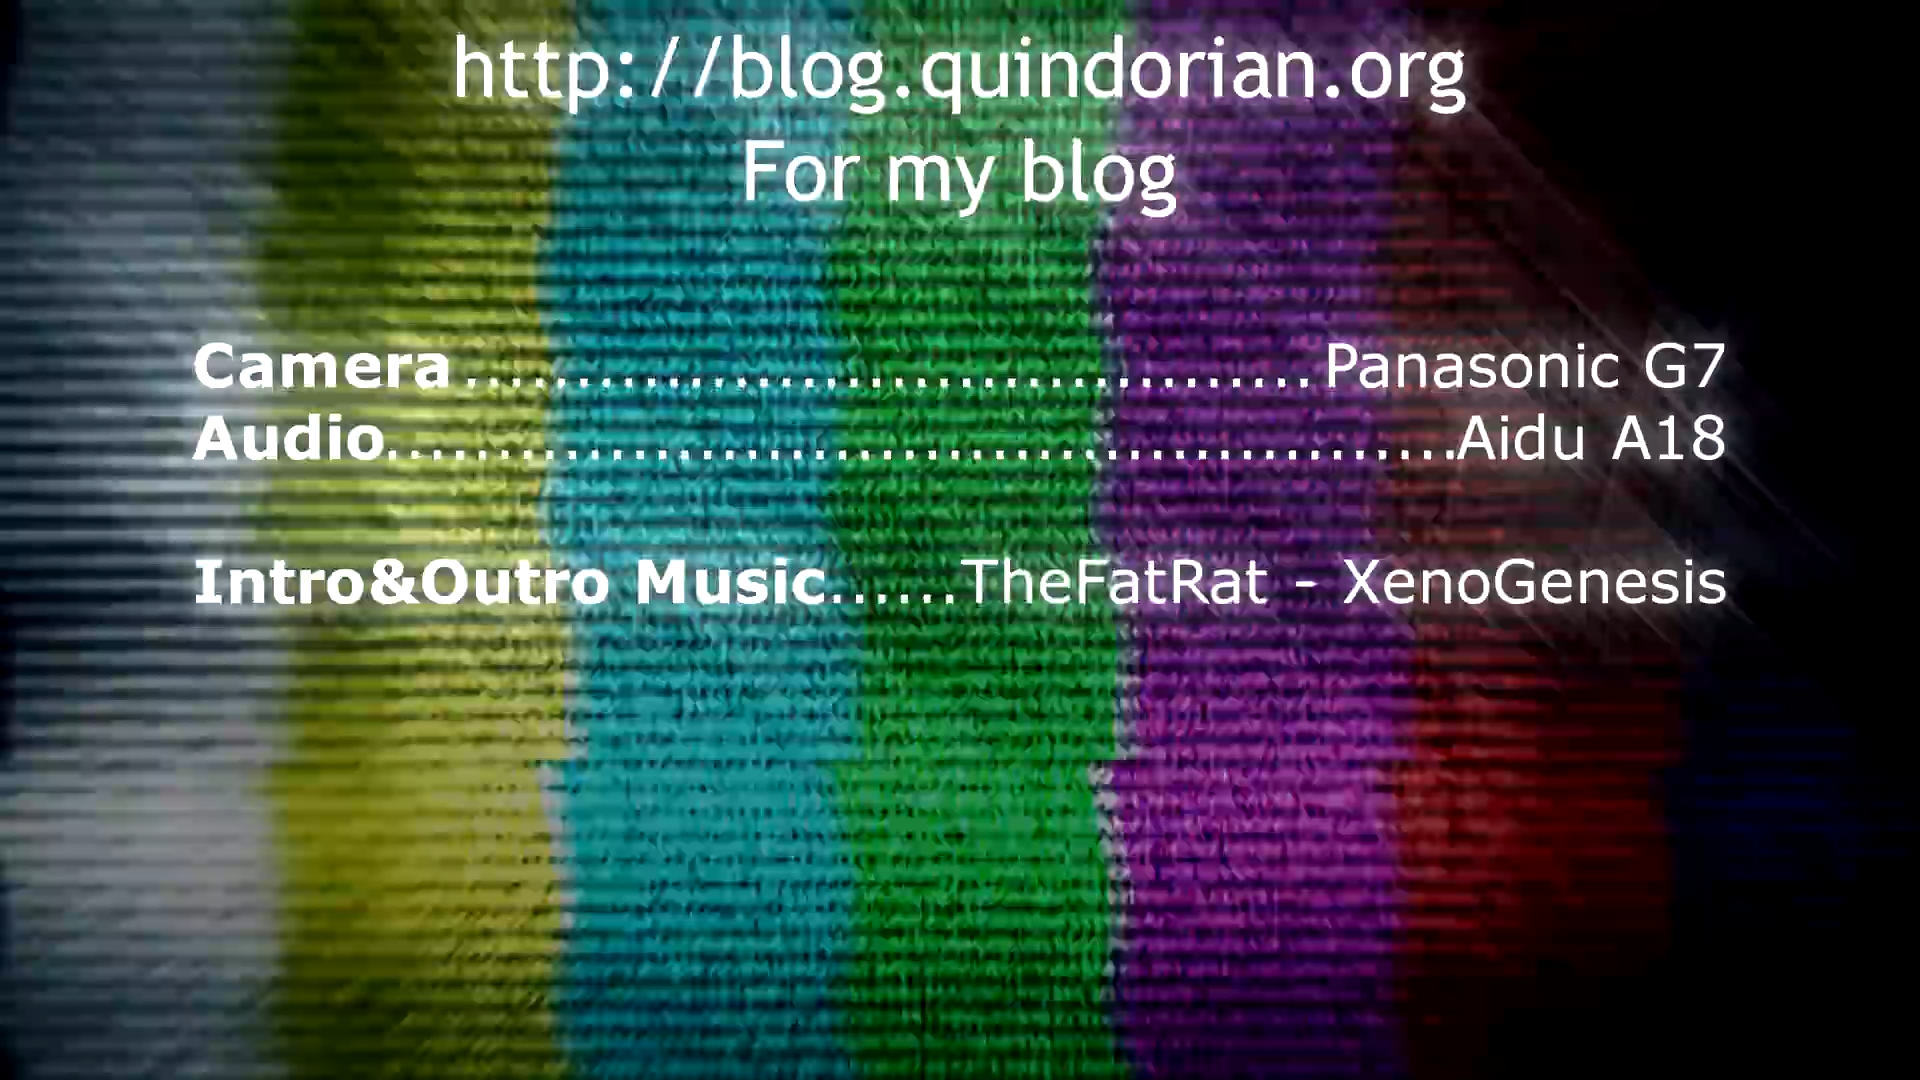 http://blog.quindorian.org
For my blog
Camera......................................Panasonic G7
Audio................................................Aidu A18
Intro&Outro Music......TheFatRat - XenoGenesis